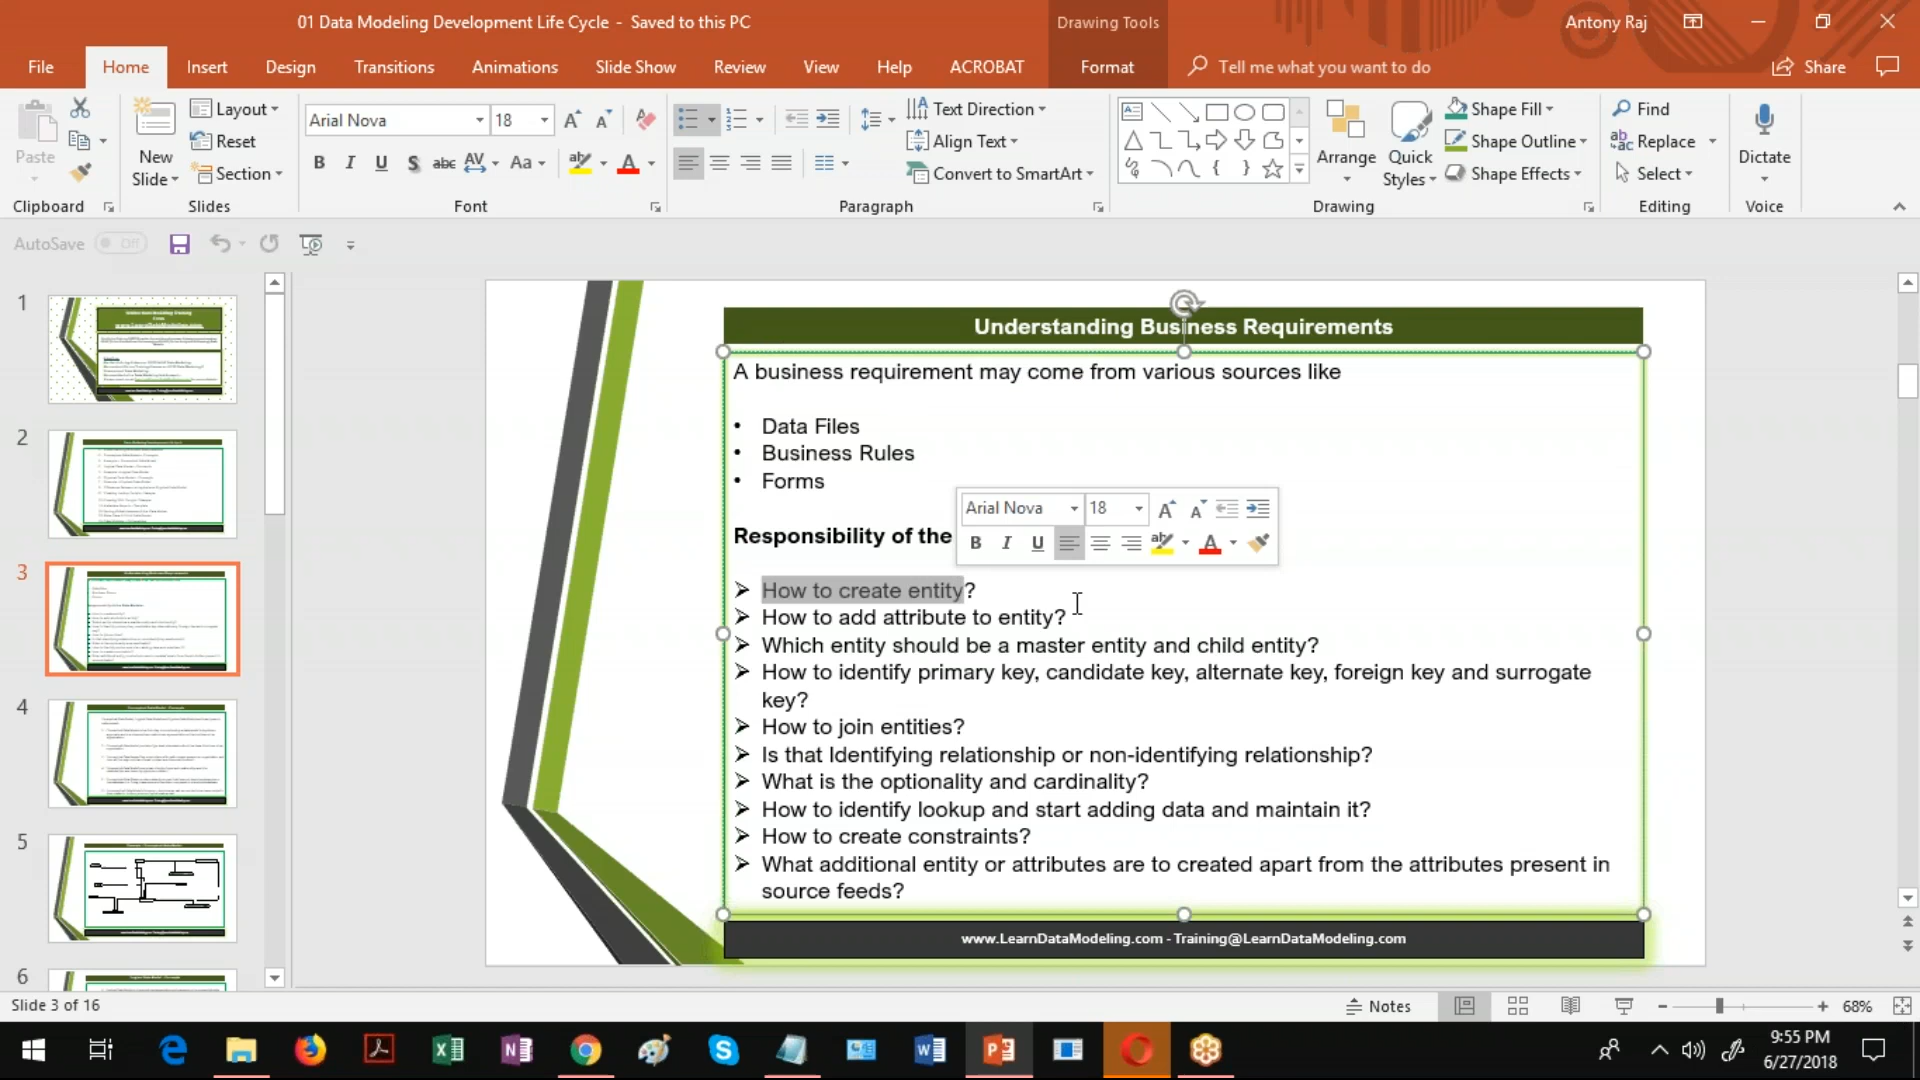 01 Data Modeling Development Life Cycle - Saved to this PC
Drawing Tools
Antony Raj
File
Home
Insert
Design
Transitions
Animations
Slide Show
Review
View
Help
ACROBAT
Format
Tell me what you want to do
Share
Paste
New
Slide
Layout
Reset
Section
Arial Nova
18
B
I
U
S
abc
AV
Aa
A
Text Direction
Align Text
Convert to SmartArt
Arrange
Quick
Styles
Shape Fill
Shape Outline
Shape Effects
Find
Replace
Select
Dictate
Clipboard
Slides
Font
Paragraph
Drawing
Editing
Voice
AutoSave
Off
1
2
3
4
5
6
Understanding Business Requirements
A business requirement may come from various sources like
• Data Files
• Business Rules
• Forms
Responsibility of the
Arial Nova
18
B
I
U
A
➢ How to create entity?
➢ How to add attribute to entity?
➢ Which entity should be a master entity and child entity?
➢ How to identify primary key, candidate key, alternate key, foreign key and surrogate
key?
➢ How to join entities?
➢ Is that Identifying relationship or non-identifying relationship?
➢ What is the optionality and cardinality?
➢ How to identify lookup and start adding data and maintain it?
➢ How to create constraints?
➢ What additional entity or attributes are to created apart from the attributes present in
source feeds?
www.LearnDataModeling.com - Training@LearnDataModeling.com
Slide 3 of 16
Notes
68%
9:55 PM
6/27/2018